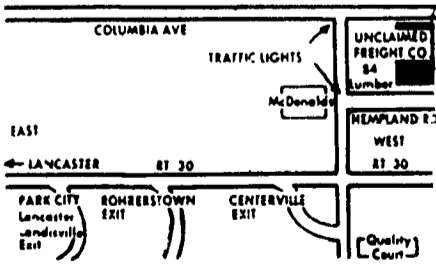 COLUMBIA AVE
UNCLAIMED
FREIGHT CO.
84
Lumber
TRAFFIC LIGHTS
McDonalds
HEMPLAND RD
EAST
WEST
← LANCASTER
RT 30
RT 30
PARK CITY
Lancaster
Landisville
Exit
ROHRERSTOWN
EXIT
CENTERVILLE
EXIT
Quality
Court